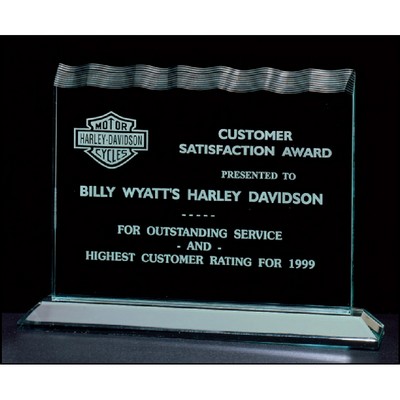 MOTOR
HARLEY-DAVIDSON
CYCLES
CUSTOMER
SATISFACTION AWARD
PRESENTED TO
BILLY WYATT'S HARLEY DAVIDSON
-----
FOR OUTSTANDING SERVICE
- AND -
HIGHEST CUSTOMER RATING FOR 1999